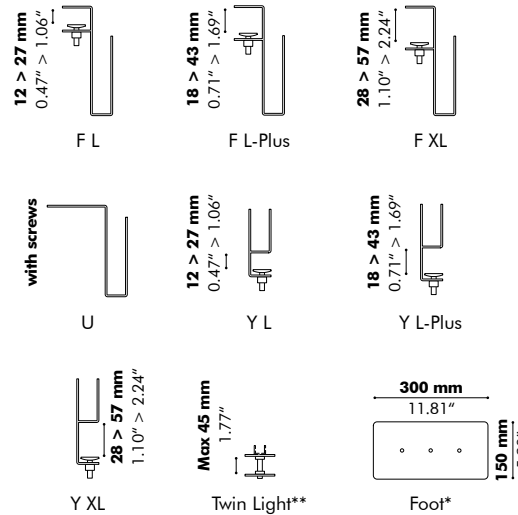 12 > 27 mm
0.47“ > 1.06“
F L
18 > 43 mm
0.71“ > 1.69“
F L-Plus
28 > 57 mm
1.10“ > 2.24“
F XL
with screws
U
12 > 27 mm
0.47“ > 1.06“
Y L
18 > 43 mm
0.71“ > 1.69“
Y L-Plus
28 > 57 mm
1.10“ > 2.24“
Y XL
Max 45 mm
1.77“
Twin Light**
300 mm
11.81“
150 mm
Foot*